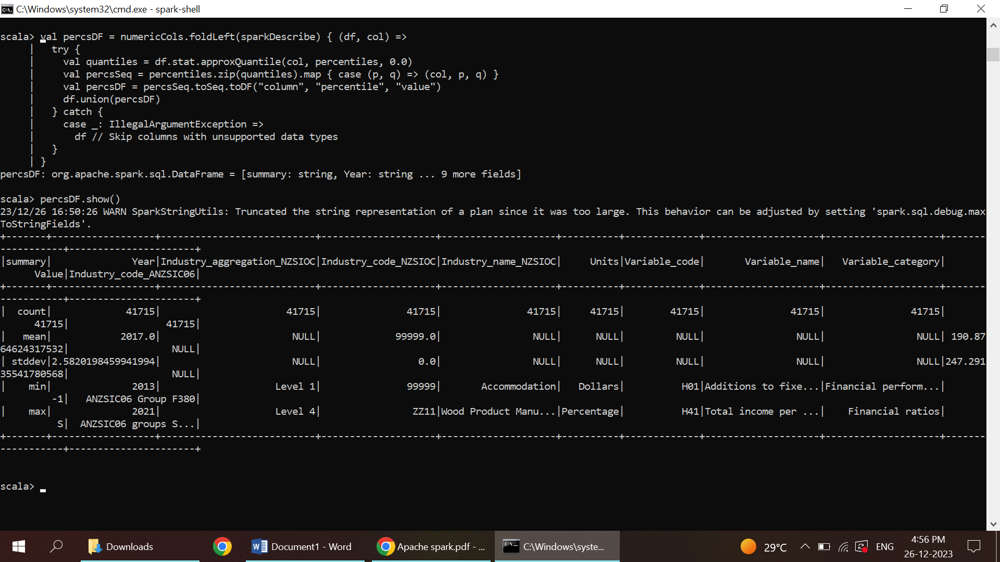 C:\Windows\system32\cmd.exe - spark-shell
scala> val percsDF = numericCols.foldLeft(sparkDescribe) { (df, col) =>
     |   try {
     |     val quantiles = df.stat.approxQuantile(col, percentiles, 0.0)
     |     val percsSeq = percentiles.zip(quantiles).map { case (p, q) => (col, p, q) }
     |     val percsDF = percsSeq.toSeq.toDF("column", "percentile", "value")
     |     df.union(percsDF)
     |   } catch {
     |     case _: IllegalArgumentException =>
     |       df // Skip columns with unsupported data types
     |   }
     | }
percsDF: org.apache.spark.sql.DataFrame = [summary: string, Year: string ... 9 more fields]
scala> percsDF.show()
23/12/26 16:50:26 WARN SparkStringUtils: Truncated the string representation of a plan since it was too large. This behavior can be adjusted by setting 'spark.sql.debug.max
ToStringFields'.
+-------+------------------+---------------------------+--------------------+--------------------+----------+-------------+--------------------+--------------------+-------
-----------+----------------------+
|summary|              Year|Industry_aggregation_NZSIOC|Industry_code_NZSIOC|Industry_name_NZSIOC|     Units|Variable_code|       Variable_name|   Variable_category|
      Value|Industry_code_ANZSIC06|
+-------+------------------+---------------------------+--------------------+--------------------+----------+-------------+--------------------+--------------------+-------
-----------+----------------------+
|  count|             41715|                      41715|               41715|               41715|     41715|        41715|               41715|               41715|
      41715|                 41715|
|   mean|            2017.0|                       NULL|             99999.0|                NULL|      NULL|         NULL|                NULL|                NULL| 190.87
64624317532|                  NULL|
| stddev|2.5820198459941994|                       NULL|                 0.0|                NULL|      NULL|         NULL|                NULL|                NULL|247.291
35541780568|                  NULL|
|    min|              2013|                    Level 1|               99999|       Accommodation|   Dollars|          H01|Additions to fixe...|Financial perform...|
         -1|   ANZSIC06 Group F380|
|    max|              2021|                    Level 4|                ZZ11|Wood Product Manu...|Percentage|          H41|Total income per ...|    Financial ratios|
          S|  ANZSIC06 groups S...|
+-------+------------------+---------------------------+--------------------+--------------------+----------+-------------+--------------------+--------------------+-------
-----------+----------------------+
scala>
Downloads
Document1 - Word
Apache spark.pdf - ...
C:\Windows\syste...
29°C
ENG
4:56 PM
26-12-2023